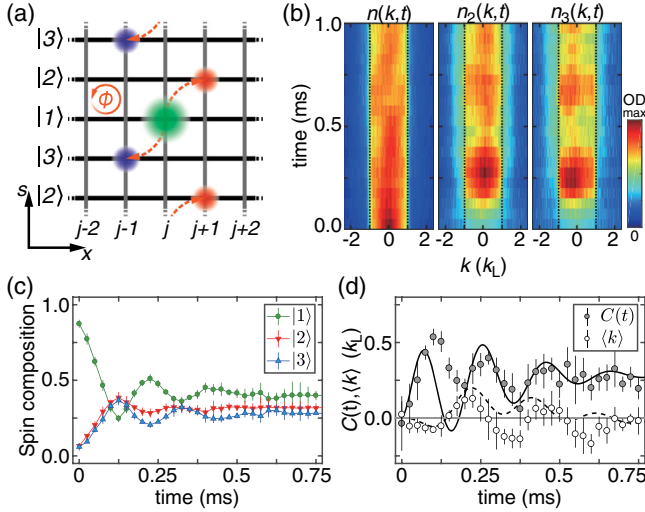 (a)
|3⟩
|2⟩
|1⟩
|3⟩
|2⟩
ϕ
s
x
j-2 j-1 j j+1 j+2
(b)
n(k,t) n₂(k,t) n₃(k,t)
time (ms)
1.0
0.5
0.0
-2 0 2 -2 0 2 -2 0 2
k (k_L)
OD
max
0
(c)
Spin composition
1.0
0.5
0.0
|1⟩
|2⟩
|3⟩
0 0.25 0.5 0.75
time (ms)
(d)
C(t),⟨k⟩ (k_L)
0.5
0.0
C(t)
⟨k⟩
0 0.25 0.5 0.75
time (ms)